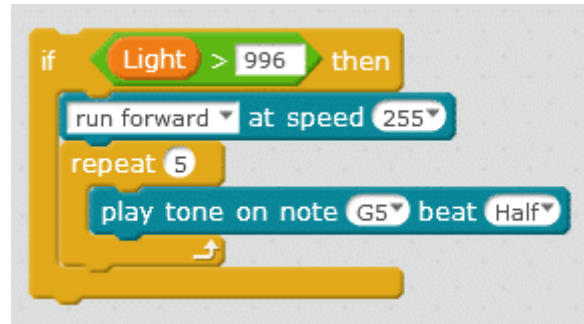 if Light > 996 then
run forward at speed 255
repeat 5
play tone on note G5 beat Half